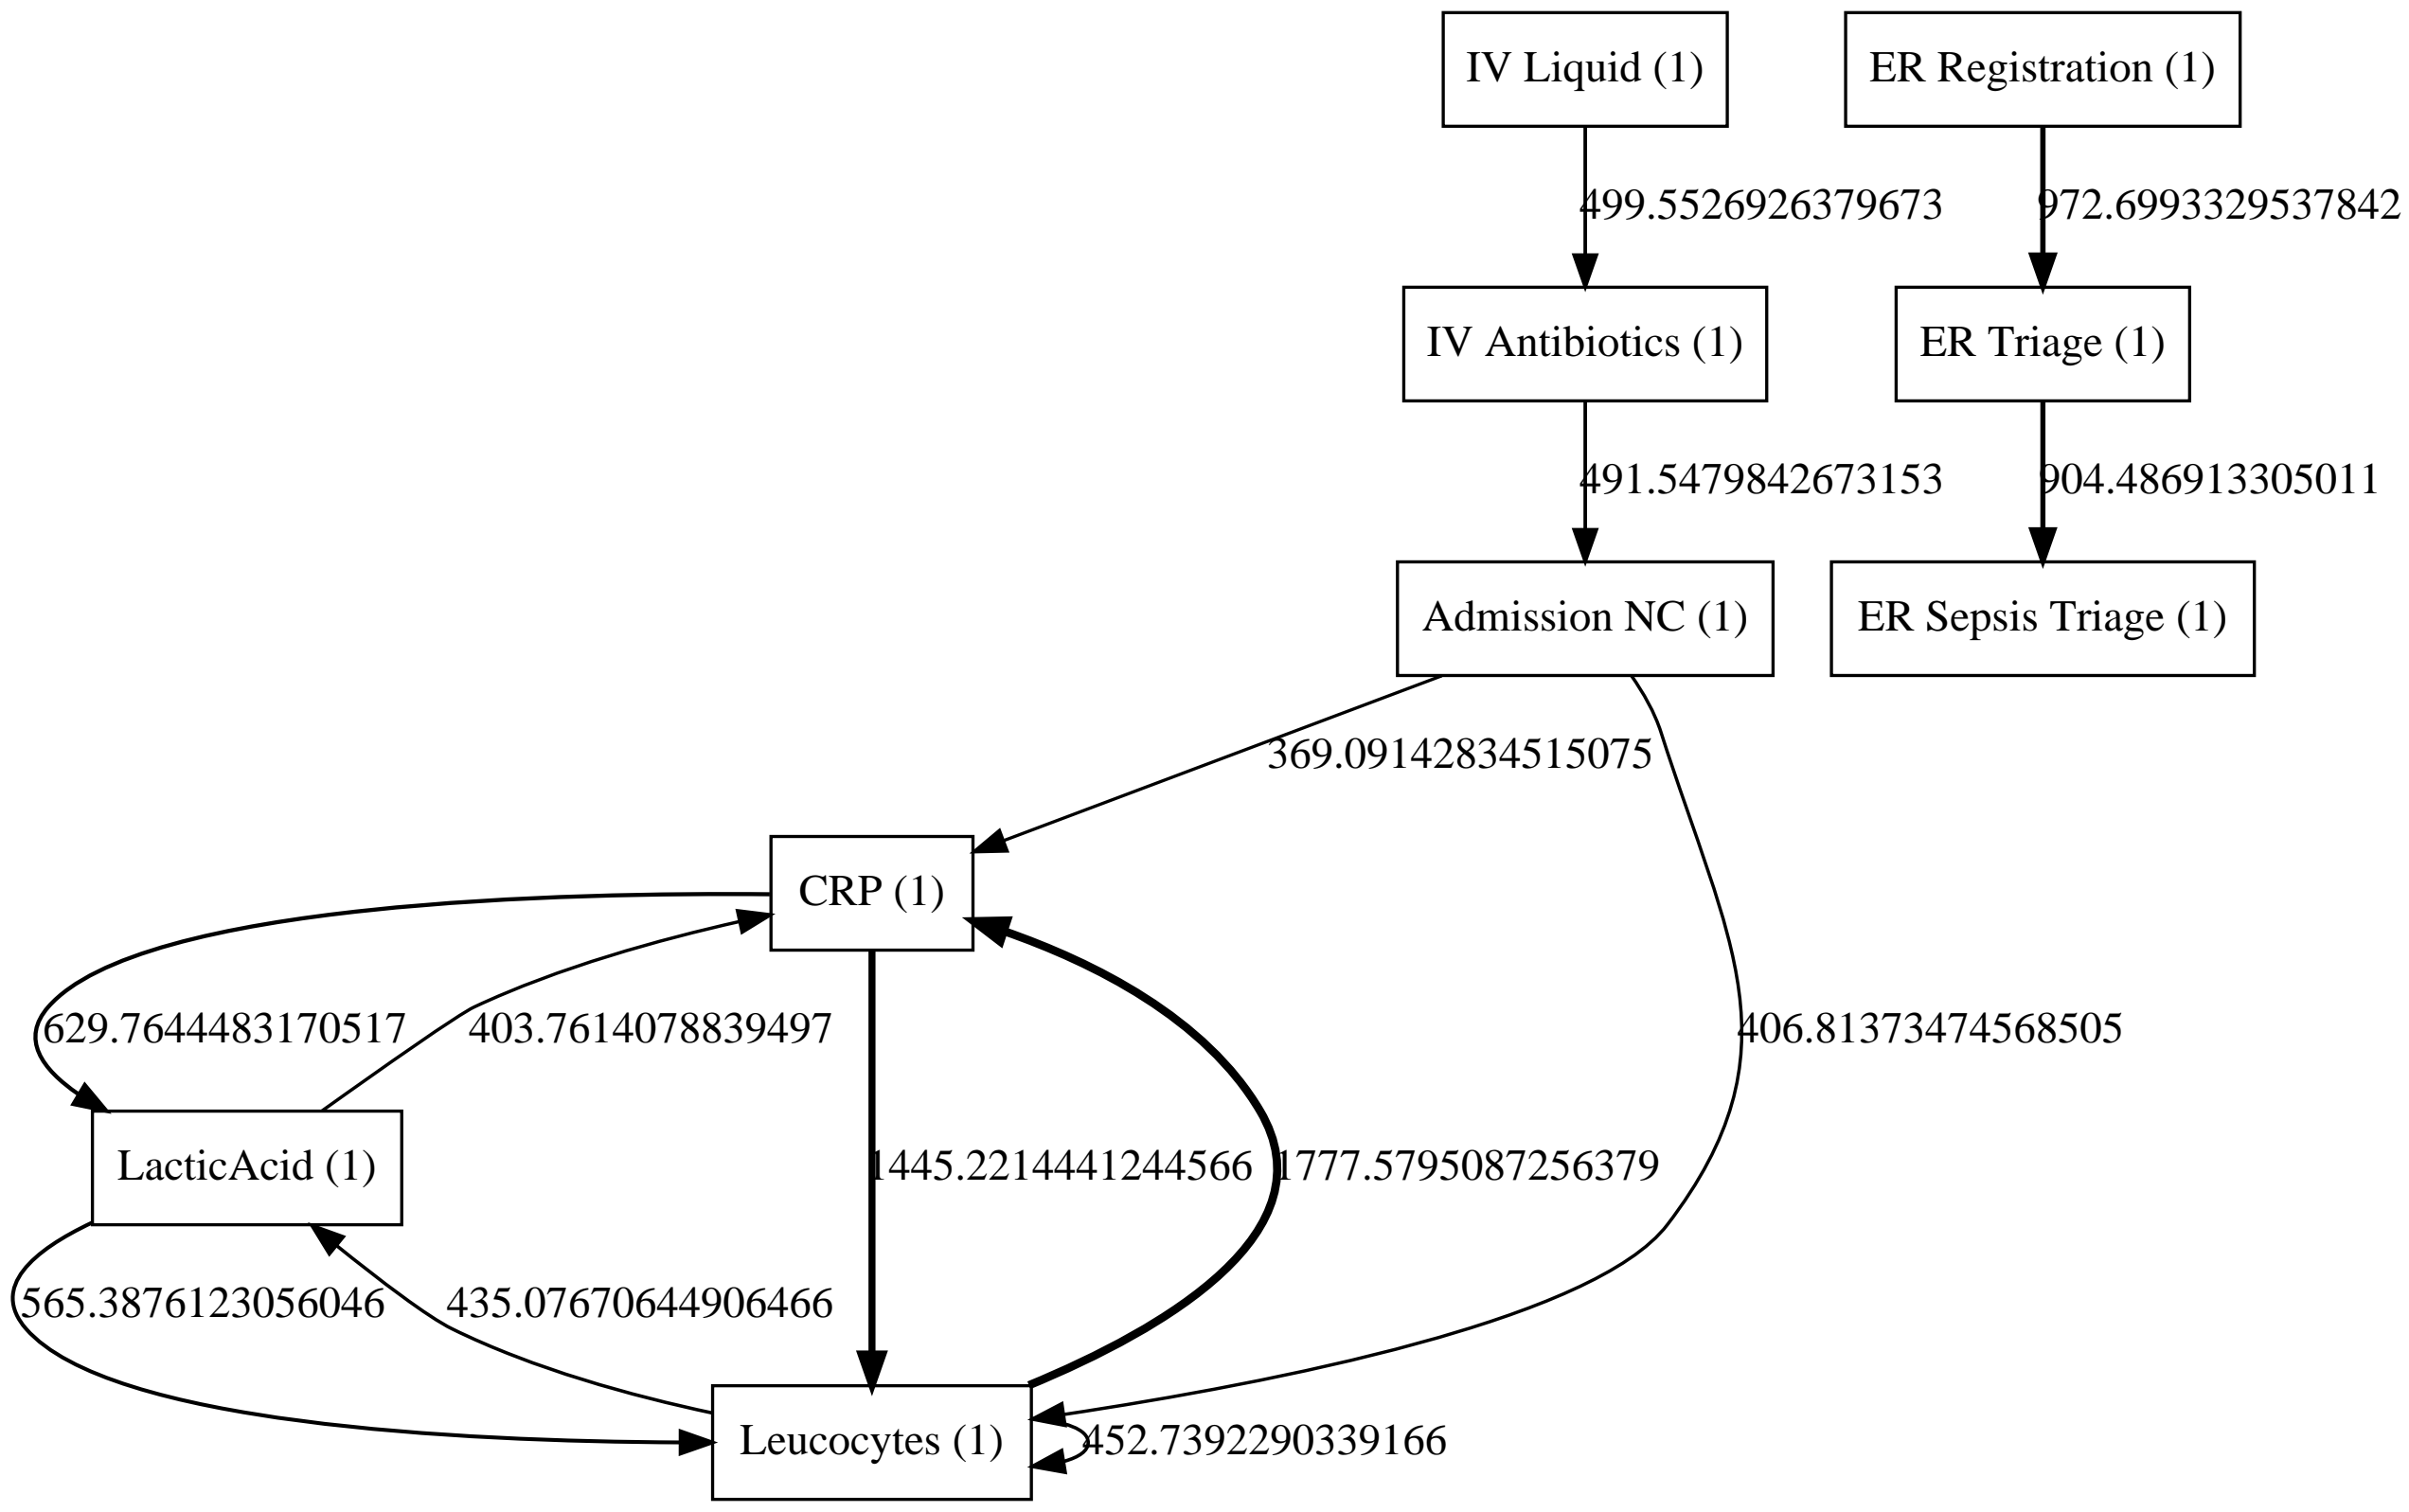 IV Liquid (1)
ER Registration (1)
499.5526926379673
972.6993329537842
IV Antibiotics (1)
ER Triage (1)
491.5479842673153
904.486913305011
Admission NC (1)
ER Sepsis Triage (1)
369.09142834515075
CRP (1)
629.7644483170517
403.7614078839497
406.81373474568505
LacticAcid (1)
1445.2214441244566
1777.5795087256379
565.3876123056046
435.07670644906466
Leucocytes (1)
452.7392290339166